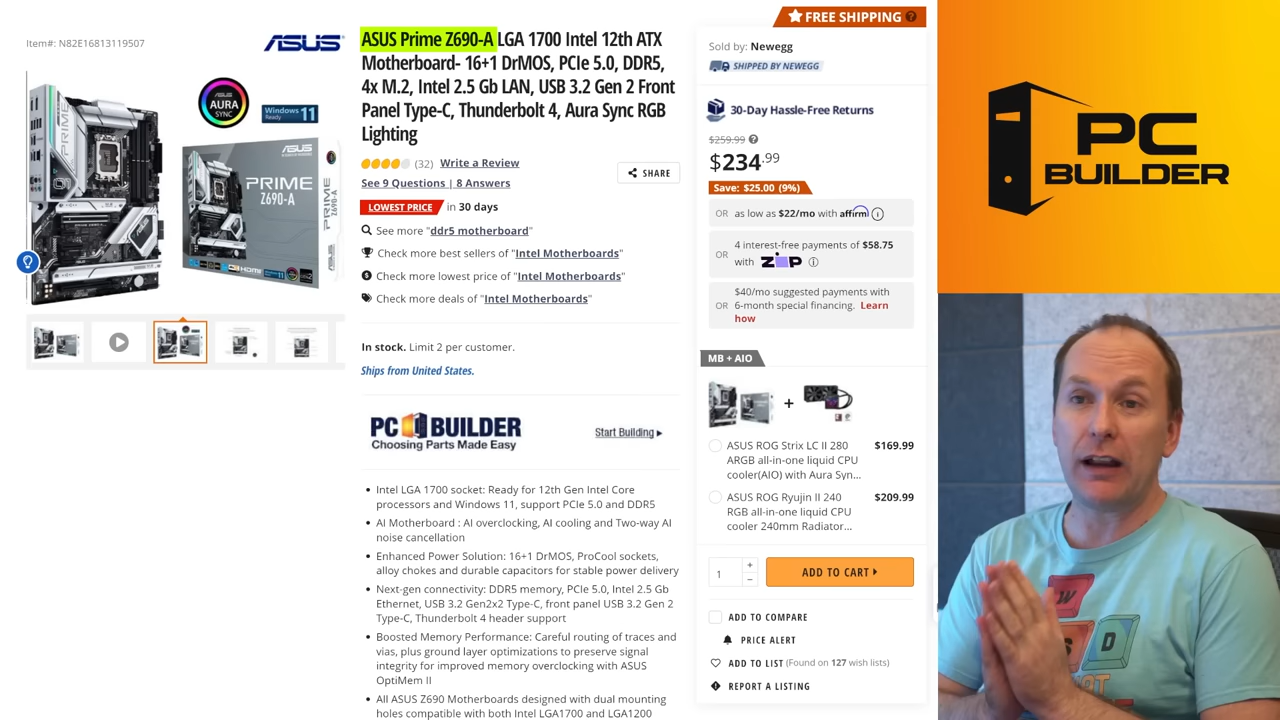 FREE SHIPPING ?
Item#: N82E16813119507
ASUS
AURA
SYNC
Windows 11
Ready
PRIME
ASUS
PRIME
Z690-A
PRIME
Z690-A
HDMI
ASUS Prime Z690-A LGA 1700 Intel 12th ATX
Motherboard- 16+1 DrMOS, PCIe 5.0, DDR5,
4x M.2, Intel 2.5 Gb LAN, USB 3.2 Gen 2 Front
Panel Type-C, Thunderbolt 4, Aura Sync RGB
Lighting
(32) Write a Review
See 9 Questions | 8 Answers
SHARE
LOWEST PRICE in 30 days
See more "ddr5 motherboard"
Check more best sellers of "Intel Motherboards"
Check more lowest price of "Intel Motherboards"
Check more deals of "Intel Motherboards"
In stock. Limit 2 per customer.
Ships from United States.
PC BUILDER
Choosing Parts Made Easy
Start Building
• Intel LGA 1700 socket: Ready for 12th Gen Intel Core
processors and Windows 11, support PCIe 5.0 and DDR5
• AI Motherboard : AI overclocking, AI cooling and Two-way AI
noise cancellation
• Enhanced Power Solution: 16+1 DrMOS, ProCool sockets,
alloy chokes and durable capacitors for stable power delivery
• Next-gen connectivity: DDR5 memory, PCIe 5.0, Intel 2.5 Gb
Ethernet, USB 3.2 Gen2x2 Type-C, front panel USB 3.2 Gen 2
Type-C, Thunderbolt 4 header support
• Boosted Memory Performance: Careful routing of traces and
vias, plus ground layer optimizations to preserve signal
integrity for improved memory overclocking with ASUS
OptiMem II
• All ASUS Z690 Motherboards designed with dual mounting
holes compatible with both Intel LGA1700 and LGA1200
Sold by: Newegg
SHIPPED BY NEWEGG
30-Day Hassle-Free Returns
$259.99 ?
$234.99
Save: $25.00 (9%)
OR as low as $22/mo with affirm i
OR 4 interest-free payments of $58.75
with ZIP i
OR $40/mo suggested payments with
6-month special financing. Learn
how
MB + AIO
+
ASUS ROG Strix LC II 280
ARGB all-in-one liquid CPU
cooler(AIO) with Aura Syn...
$169.99
ASUS ROG Ryujin II 240
RGB all-in-one liquid CPU
cooler 240mm Radiator...
$209.99
1 + −
ADD TO CART
ADD TO COMPARE
PRICE ALERT
ADD TO LIST (Found on 127 wish lists)
REPORT A LISTING
PC
BUILDER
W
S D